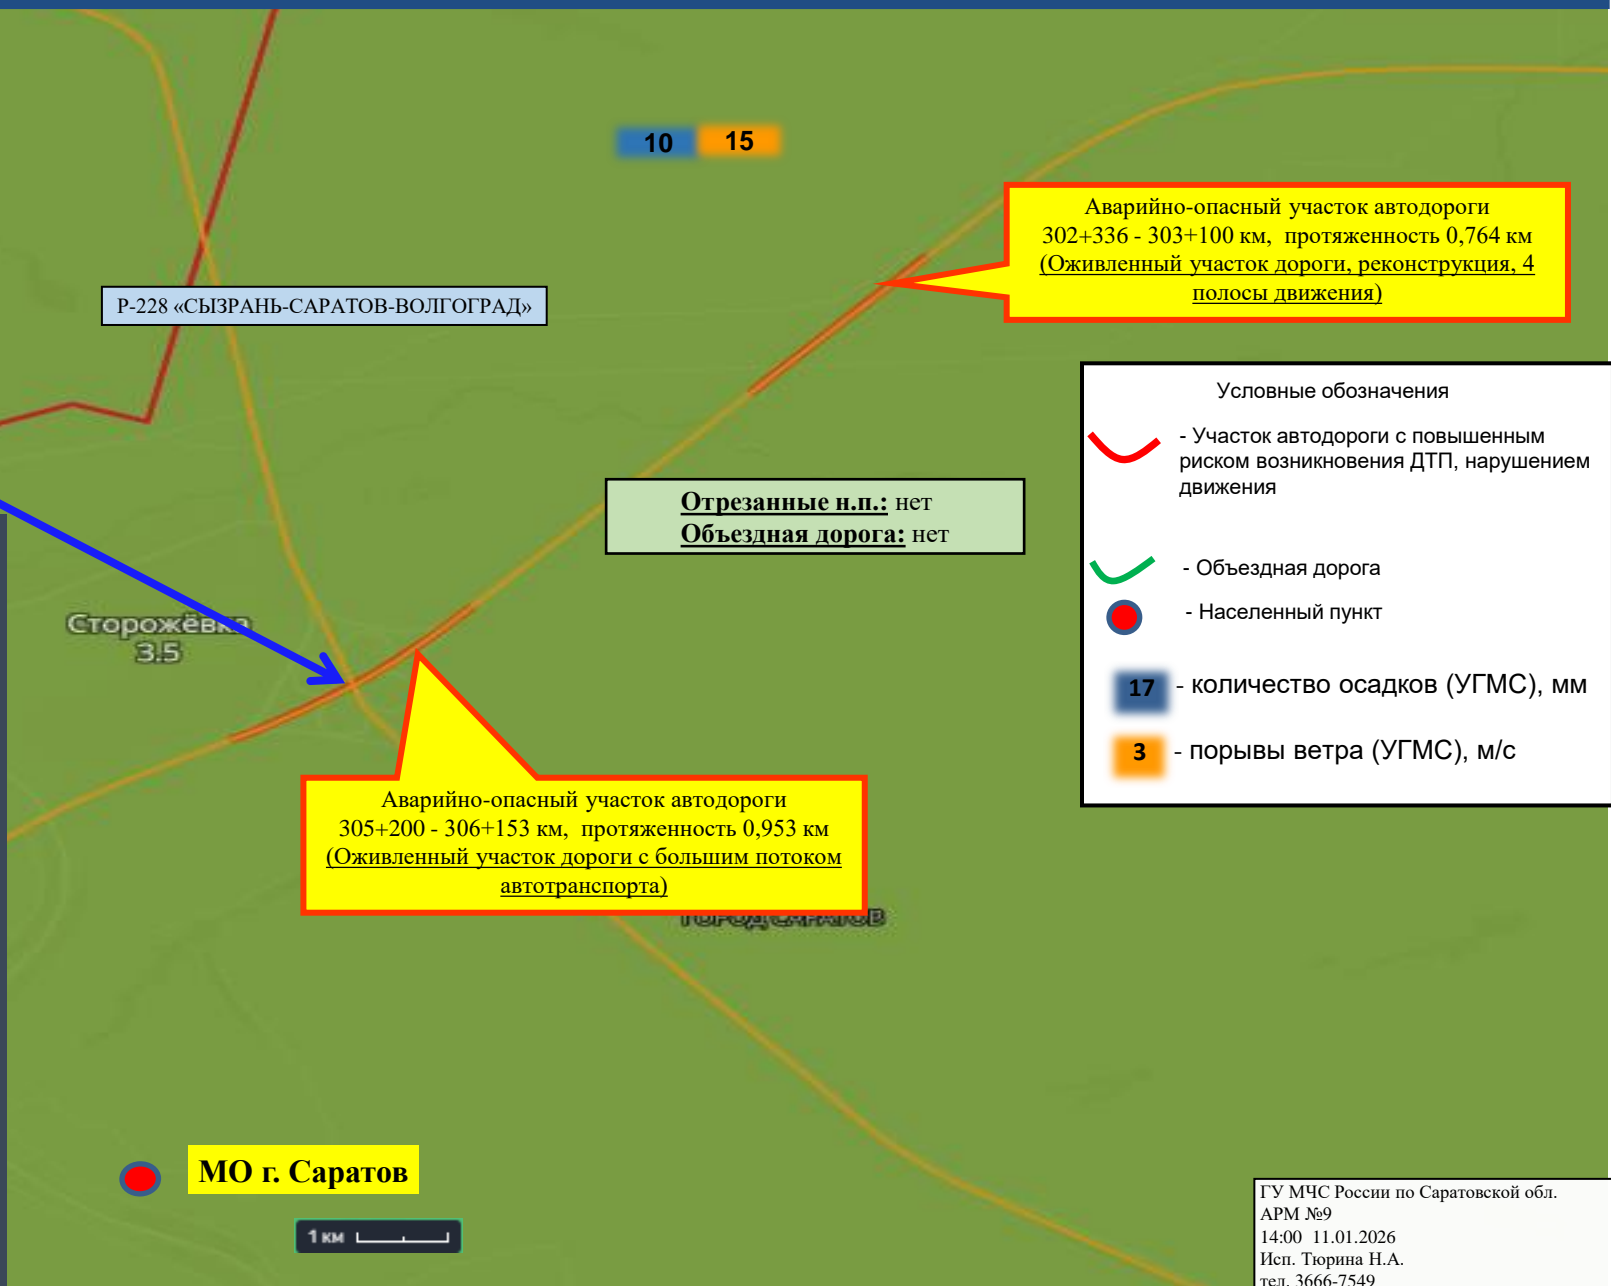 10 15
Аварийно-опасный участок автодороги
302+336 - 303+100 км, протяженность 0,764 км
(Оживленный участок дороги, реконструкция, 4
полосы движения)
Р-228 «СЫЗРАНЬ-САРАТОВ-ВОЛГОГРАД»
Условные обозначения
- Участок автодороги с повышенным
риском возникновения ДТП, нарушением
движения
- Объездная дорога
- Населенный пункт
17 - количество осадков (УГМС), мм
3 - порывы ветра (УГМС), м/с
Отрезанные н.п.: нет
Объездная дорога: нет
Сторожёвка
3.5
Аварийно-опасный участок автодороги
305+200 - 306+153 км, протяженность 0,953 км
(Оживленный участок дороги с большим потоком
автотранспорта)
ГОРОД САРАТОВ
МО г. Саратов
1 км
ГУ МЧС России по Саратовской обл.
АРМ №9
14:00 11.01.2026
Исп. Тюрина Н.А.
тел. 3666-7549